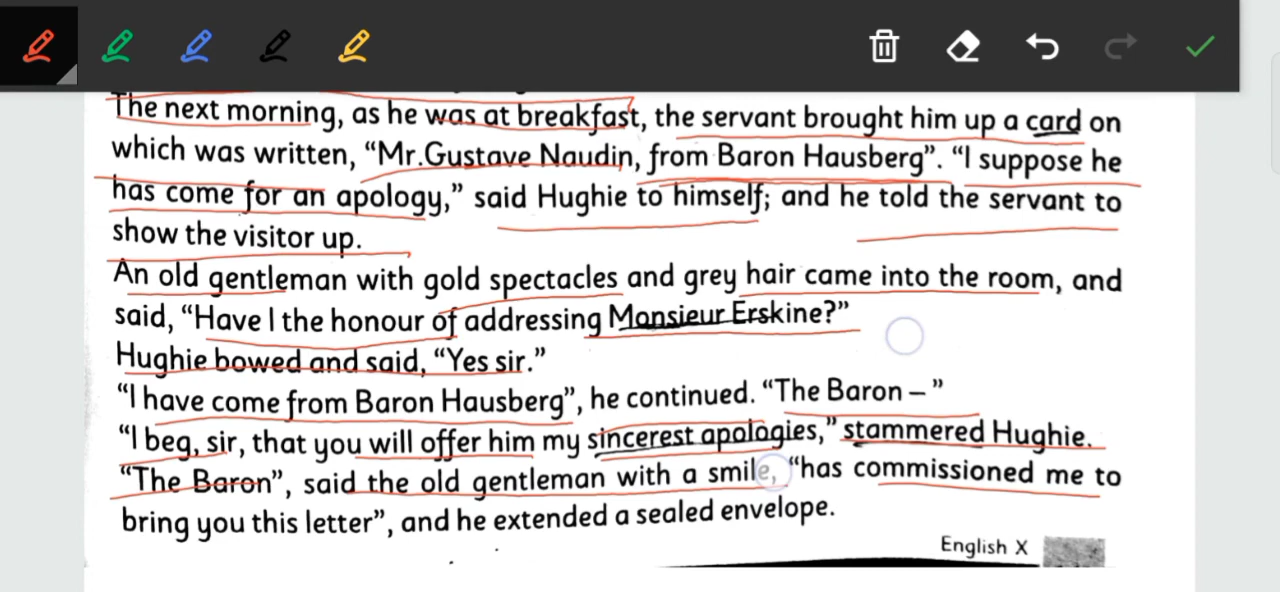 The next morning, as he was at breakfast, the servant brought him up a card on
which was written, “Mr.Gustave Naudin, from Baron Hausberg”. “I suppose he
has come for an apology,” said Hughie to himself; and he told the servant to
show the visitor up.
An old gentleman with gold spectacles and grey hair came into the room, and
said, “Have I the honour of addressing Monsieur Erskine?”
Hughie bowed and said, “Yes sir.”
“I have come from Baron Hausberg”, he continued. “The Baron – ”
“I beg, sir, that you will offer him my sincerest apologies,” stammered Hughie.
“The Baron”, said the old gentleman with a smile, “has commissioned me to
bring you this letter”, and he extended a sealed envelope.
English X